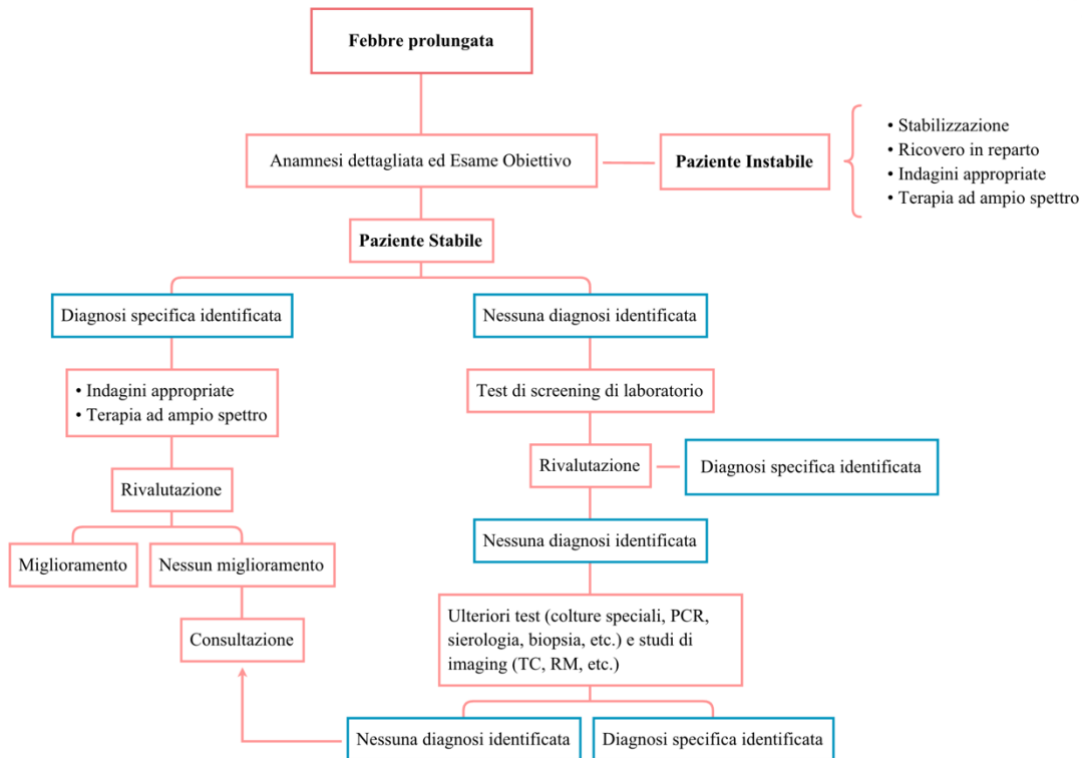 Febbre prolungata
Anamnesi dettagliata ed Esame Obiettivo
Paziente Instabile
• Stabilizzazione
• Ricovero in reparto
• Indagini appropriate
• Terapia ad ampio spettro
Paziente Stabile
Diagnosi specifica identificata
Nessuna diagnosi identificata
• Indagini appropriate
• Terapia ad ampio spettro
Test di screening di laboratorio
Rivalutazione
Diagnosi specifica identificata
Rivalutazione
Nessuna diagnosi identificata
Miglioramento
Nessun miglioramento
Ulteriori test (colture speciali, PCR,
sierologia, biopsia, etc.) e studi di
imaging (TC, RM, etc.)
Consultazione
Nessuna diagnosi identificata
Diagnosi specifica identificata